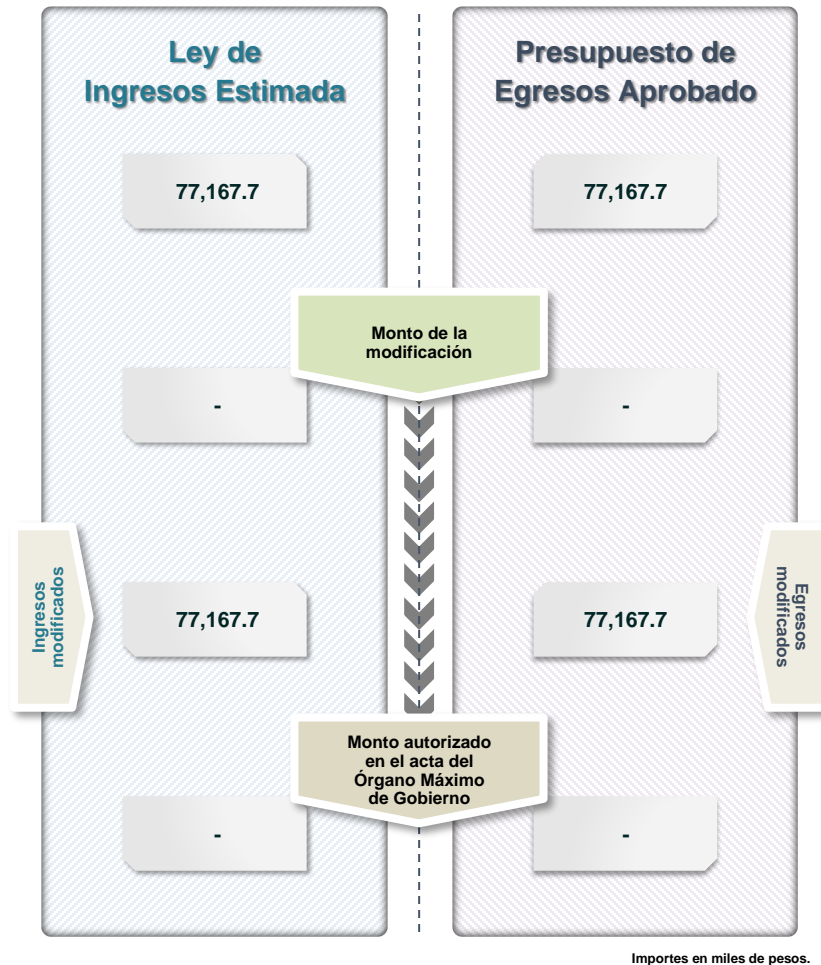 Ley de
Ingresos Estimada
Presupuesto de
Egresos Aprobado
77,167.7
77,167.7
Monto de la
modificación
-
-
Ingresos
modificados
77,167.7
77,167.7
Egresos
modificados
Monto autorizado
en el acta del
Órgano Máximo
de Gobierno
-
-
Importes en miles de pesos.